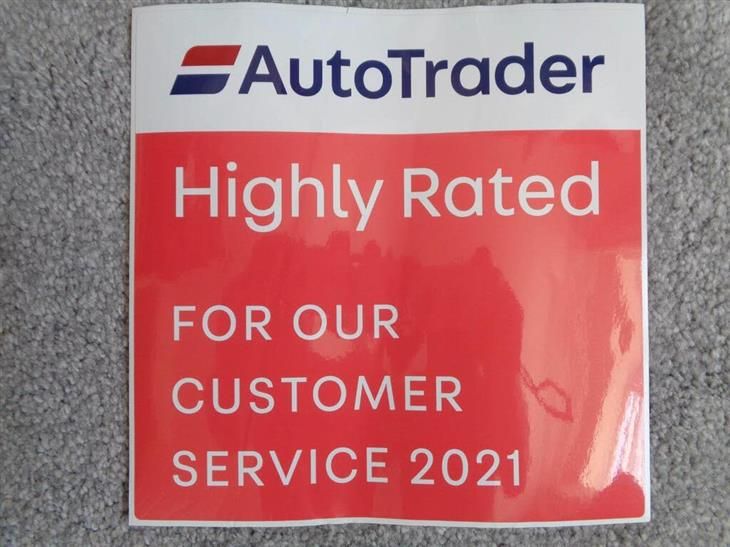 AutoTrader
Highly Rated
FOR OUR
CUSTOMER
SERVICE 2021